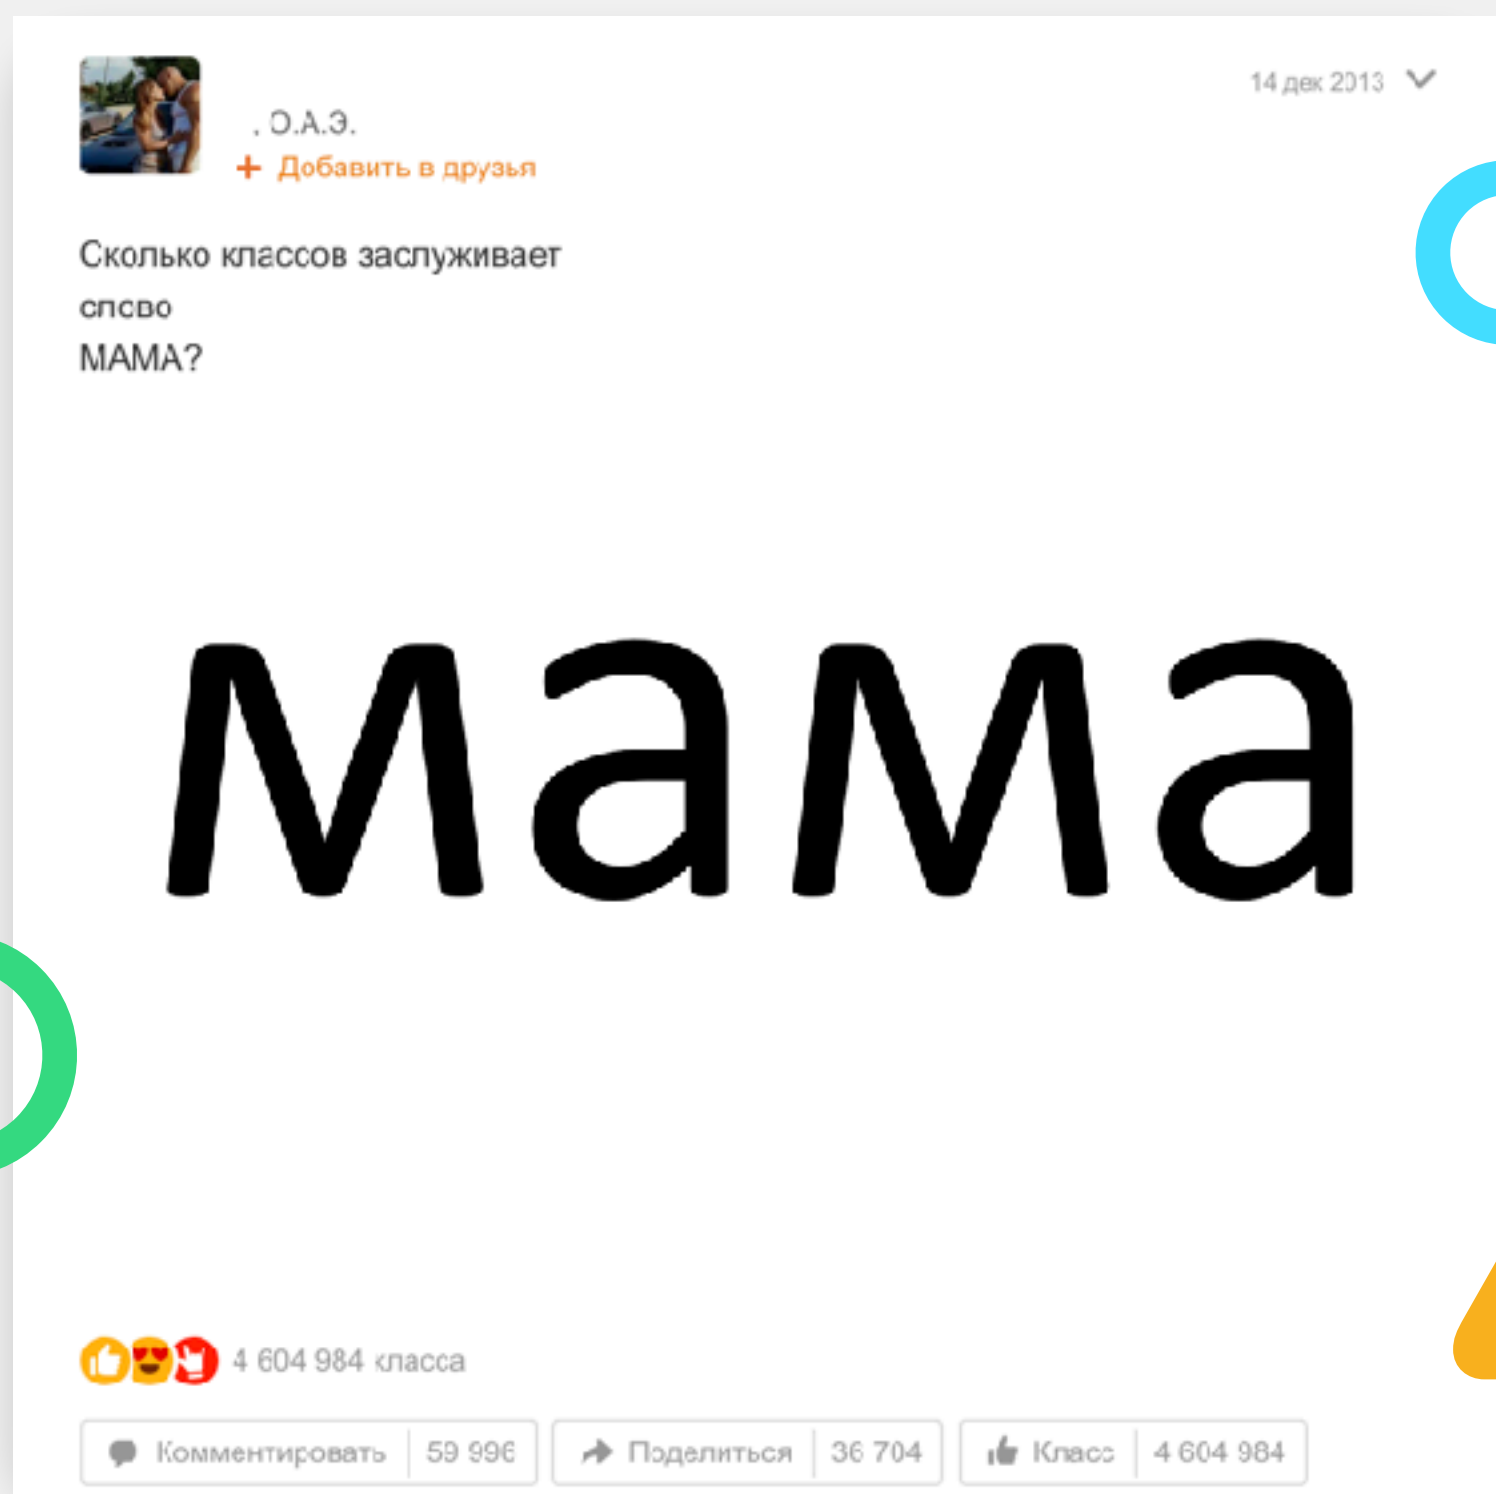 , О.А.Э.
14 дек 2013
+ Добавить в друзья
Сколько классов заслуживает
слово
МАМА?
мама
4 604 984 класса
Комментировать 59 996 Поделиться 36 704 Класс 4 604 984